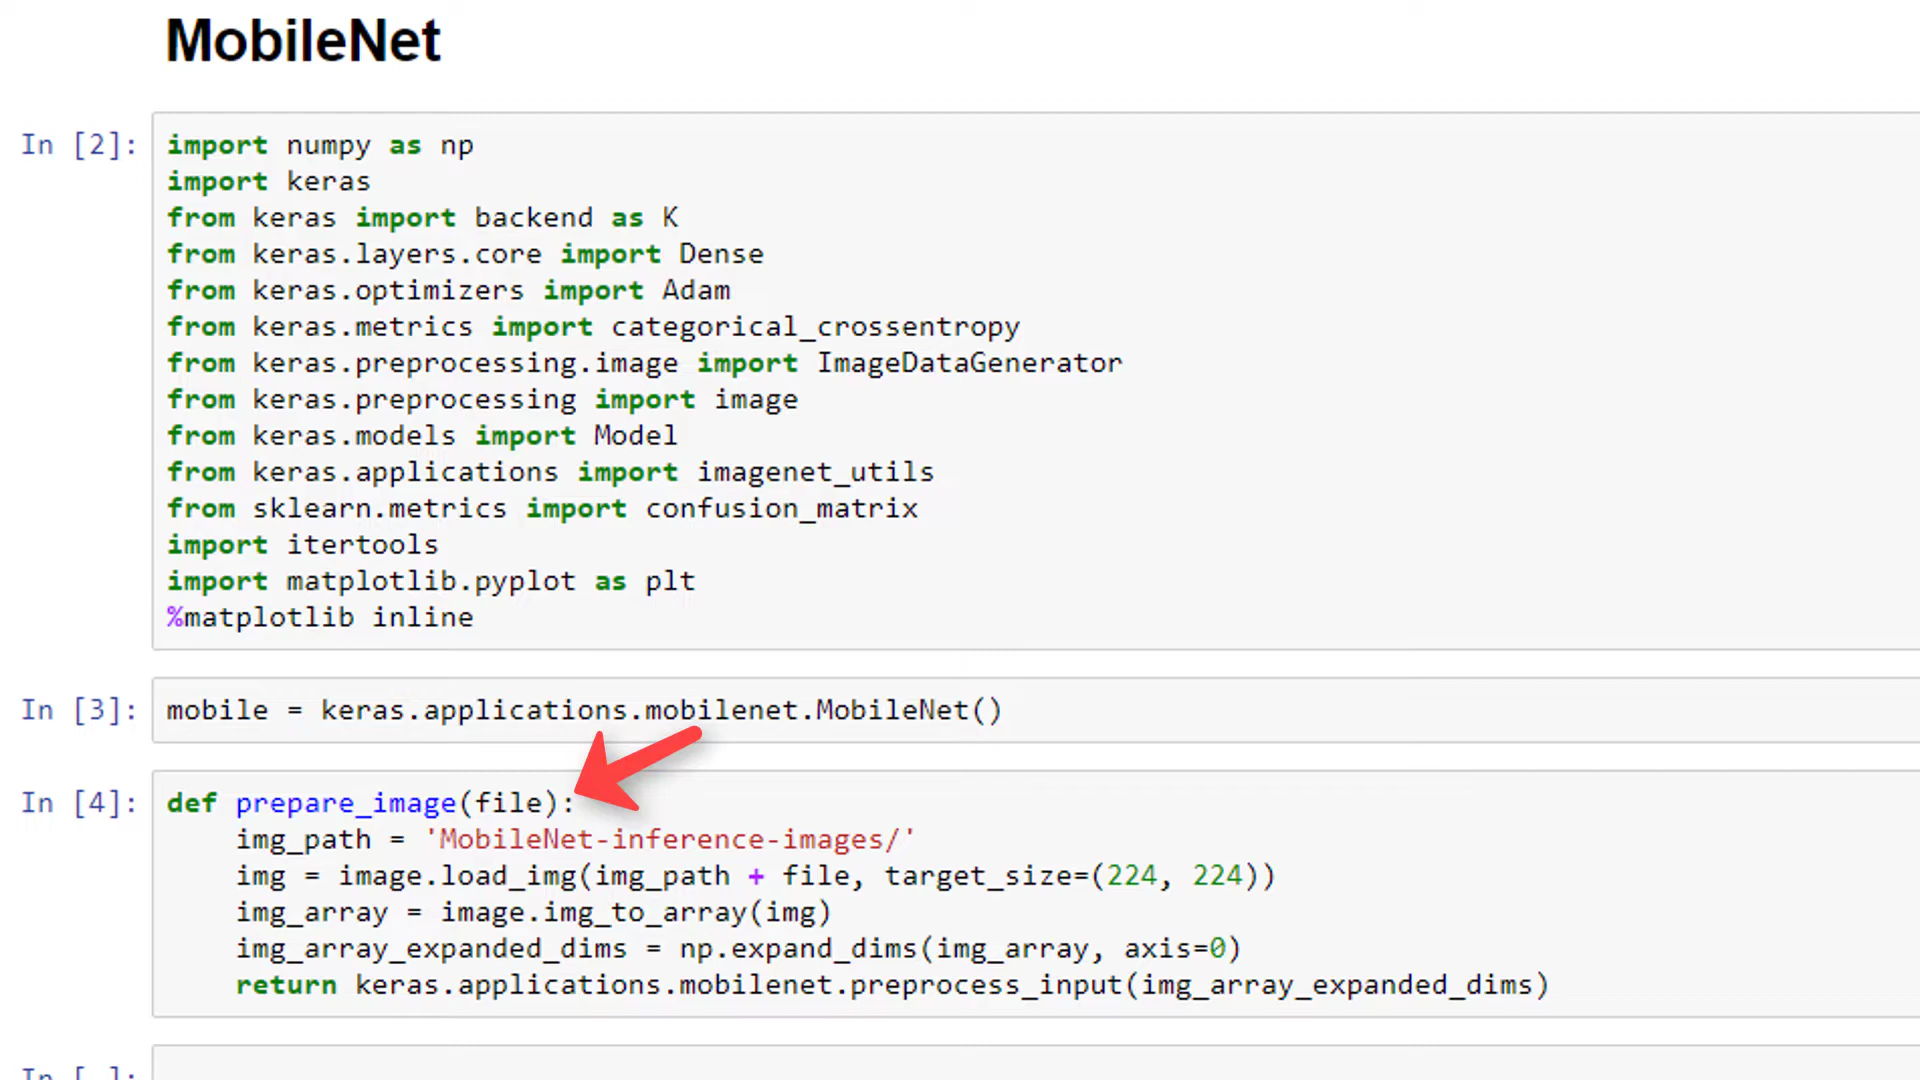 MobileNet
In [2]:
import numpy as np
import keras
from keras import backend as K
from keras.layers.core import Dense
from keras.optimizers import Adam
from keras.metrics import categorical_crossentropy
from keras.preprocessing.image import ImageDataGenerator
from keras.preprocessing import image
from keras.models import Model
from keras.applications import imagenet_utils
from sklearn.metrics import confusion_matrix
import itertools
import matplotlib.pyplot as plt
%matplotlib inline
In [3]:
mobile = keras.applications.mobilenet.MobileNet()
In [4]:
def prepare_image(file):
    img_path = 'MobileNet-inference-images/'
    img = image.load_img(img_path + file, target_size=(224, 224))
    img_array = image.img_to_array(img)
    img_array_expanded_dims = np.expand_dims(img_array, axis=0)
    return keras.applications.mobilenet.preprocess_input(img_array_expanded_dims)
In [ ]: